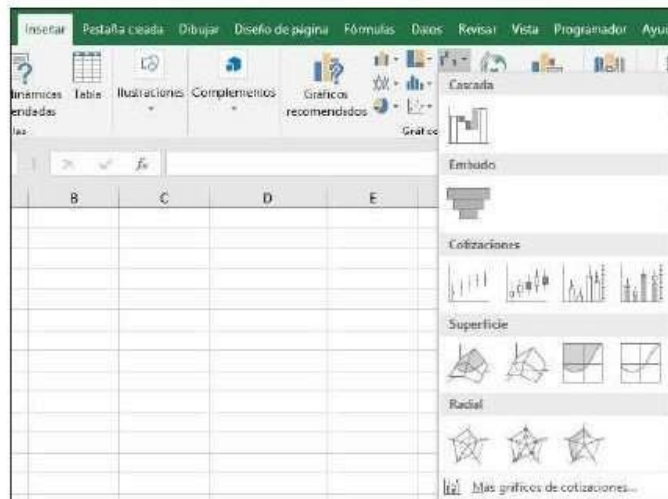 Insertar Pestaña creada Dibujar Diseño de página Fórmulas Datos Revisar Vista Programador Ayu
Tabla Ilustraciones Complementos Gráficos
recomendados
fx
B C D E
Cascada
Embudo
Cotizaciones
Superficie
Radial
Más gráficos de cotizaciones...